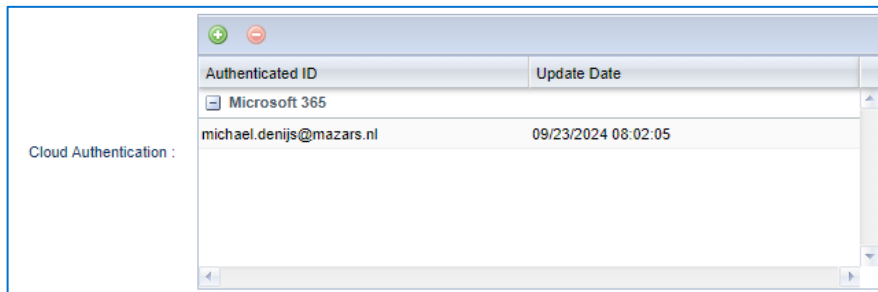 Authenticated ID Update Date
Microsoft 365
michael.denijs@mazars.nl 09/23/2024 08:02:05
Cloud Authentication :